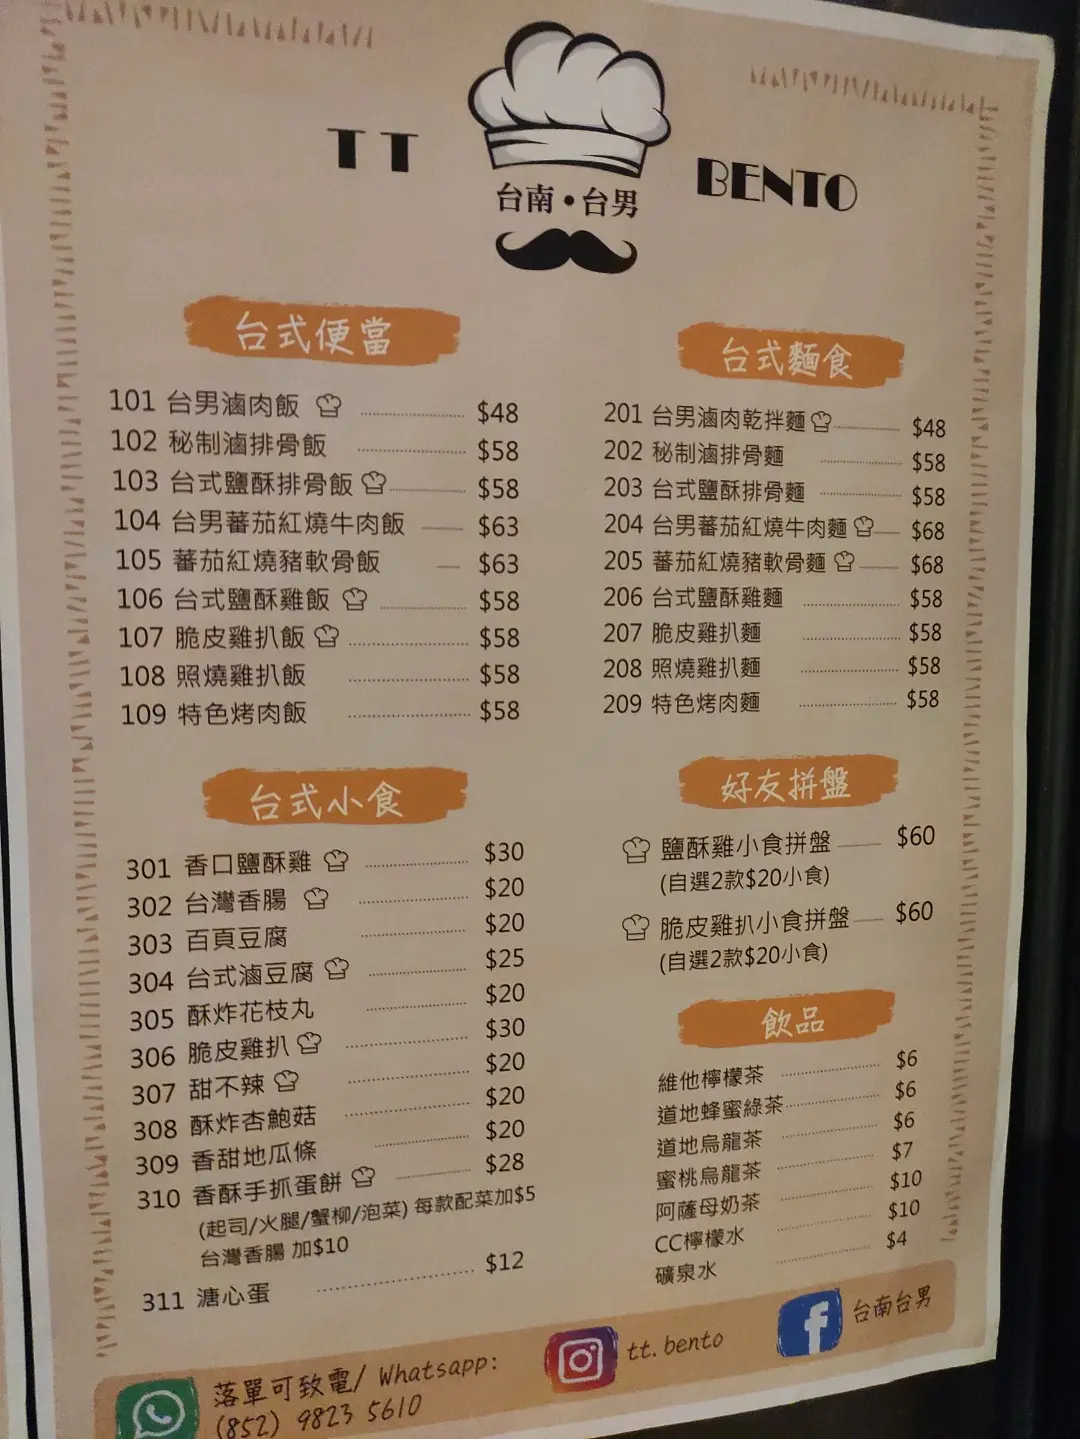 TT
BENTO
台南•台男
台式便當
101 台男滷肉飯 $48
102 秘制滷排骨飯 $58
103 台式鹽酥排骨飯 $58
104 台男蕃茄紅燒牛肉飯 $63
105 蕃茄紅燒豬軟骨飯 $63
106 台式鹽酥雞飯 $58
107 脆皮雞扒飯 $58
108 照燒雞扒飯 $58
109 特色烤肉飯 $58
台式麵食
201 台男滷肉乾拌麵 $48
202 秘制滷排骨麵 $58
203 台式鹽酥排骨麵 $58
204 台男蕃茄紅燒牛肉麵 $68
205 蕃茄紅燒豬軟骨麵 $68
206 台式鹽酥雞麵 $58
207 脆皮雞扒麵 $58
208 照燒雞扒麵 $58
209 特色烤肉麵 $58
台式小食
301 香口鹽酥雞 $30
302 台灣香腸 $20
303 百頁豆腐 $20
304 台式滷豆腐 $25
305 酥炸花枝丸 $20
306 脆皮雞扒 $30
307 甜不辣 $20
308 酥炸杏鮑菇 $20
309 香甜地瓜條 $20
310 香酥手抓蛋餅 $28
(起司/火腿/蟹柳/泡菜) 每款配菜加$5
台灣香腸 加$10
311 溏心蛋 $12
好友拼盤
鹽酥雞小食拼盤 $60
(自選2款$20小食)
脆皮雞扒小食拼盤 $60
(自選2款$20小食)
飲品
維他檸檬茶 $6
道地蜂蜜綠茶 $6
道地烏龍茶 $6
蜜桃烏龍茶 $7
阿薩母奶茶 $10
CC檸檬水 $10
礦泉水 $4
落單可致電/ Whatsapp:
(852) 9823 5610
tt.bento
台南台男